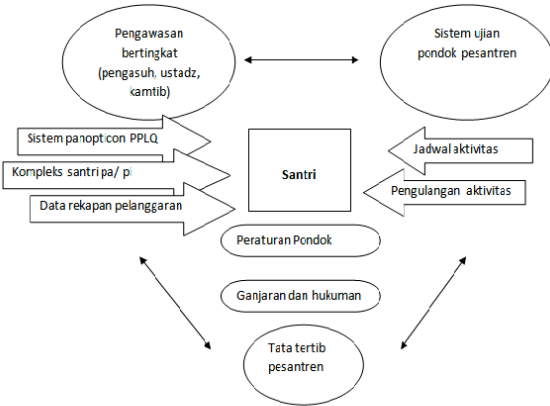 Pengawasan
bertingkat
(pengasuh, ustadz,
kamtib)
Sistem ujian
pondok pesantren
Sistem panopticon PPLQ
Kompleks santri pa/ pi
Data rekapan pelanggaran
Santri
Jadwal aktivitas
Pengulangan aktivitas
Peraturan Pondok
Ganjaran dan hukuman
Tata tertib
pesantren